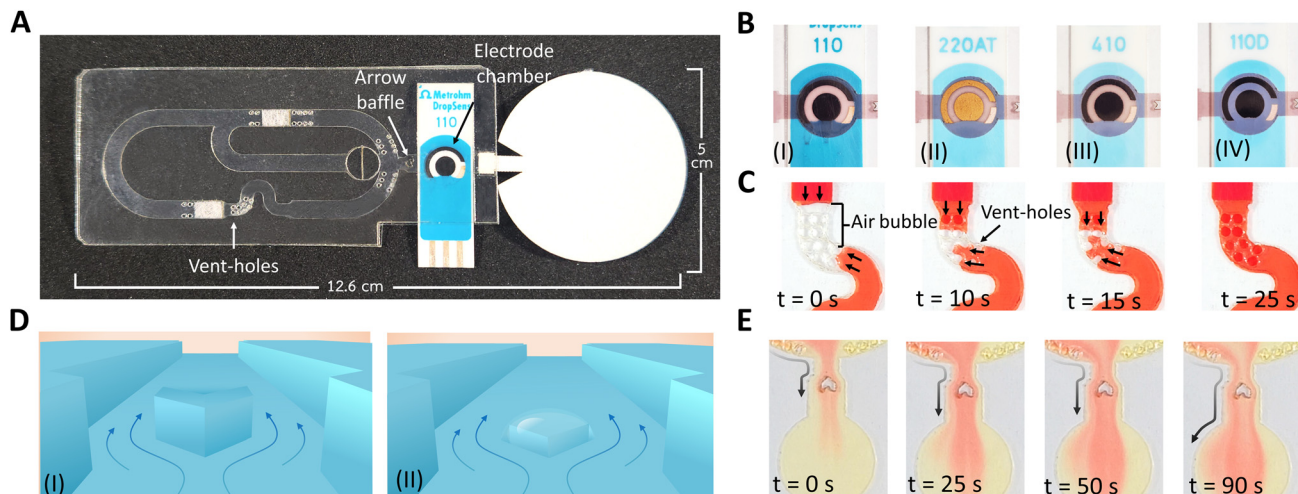 A
Electrode
chamber
Arrow
baffle
Ω Metrohm
DropSens
110
Vent-holes
5
cm
12.6 cm
B
DropSens
110
220AT
410
110D
(I)
(II)
(III)
(IV)
C
Air bubble
Vent-holes
t = 0 s
t = 10 s
t = 15 s
t = 25 s
D
(I)
(II)
E
t = 0 s
t = 25 s
t = 50 s
t = 90 s